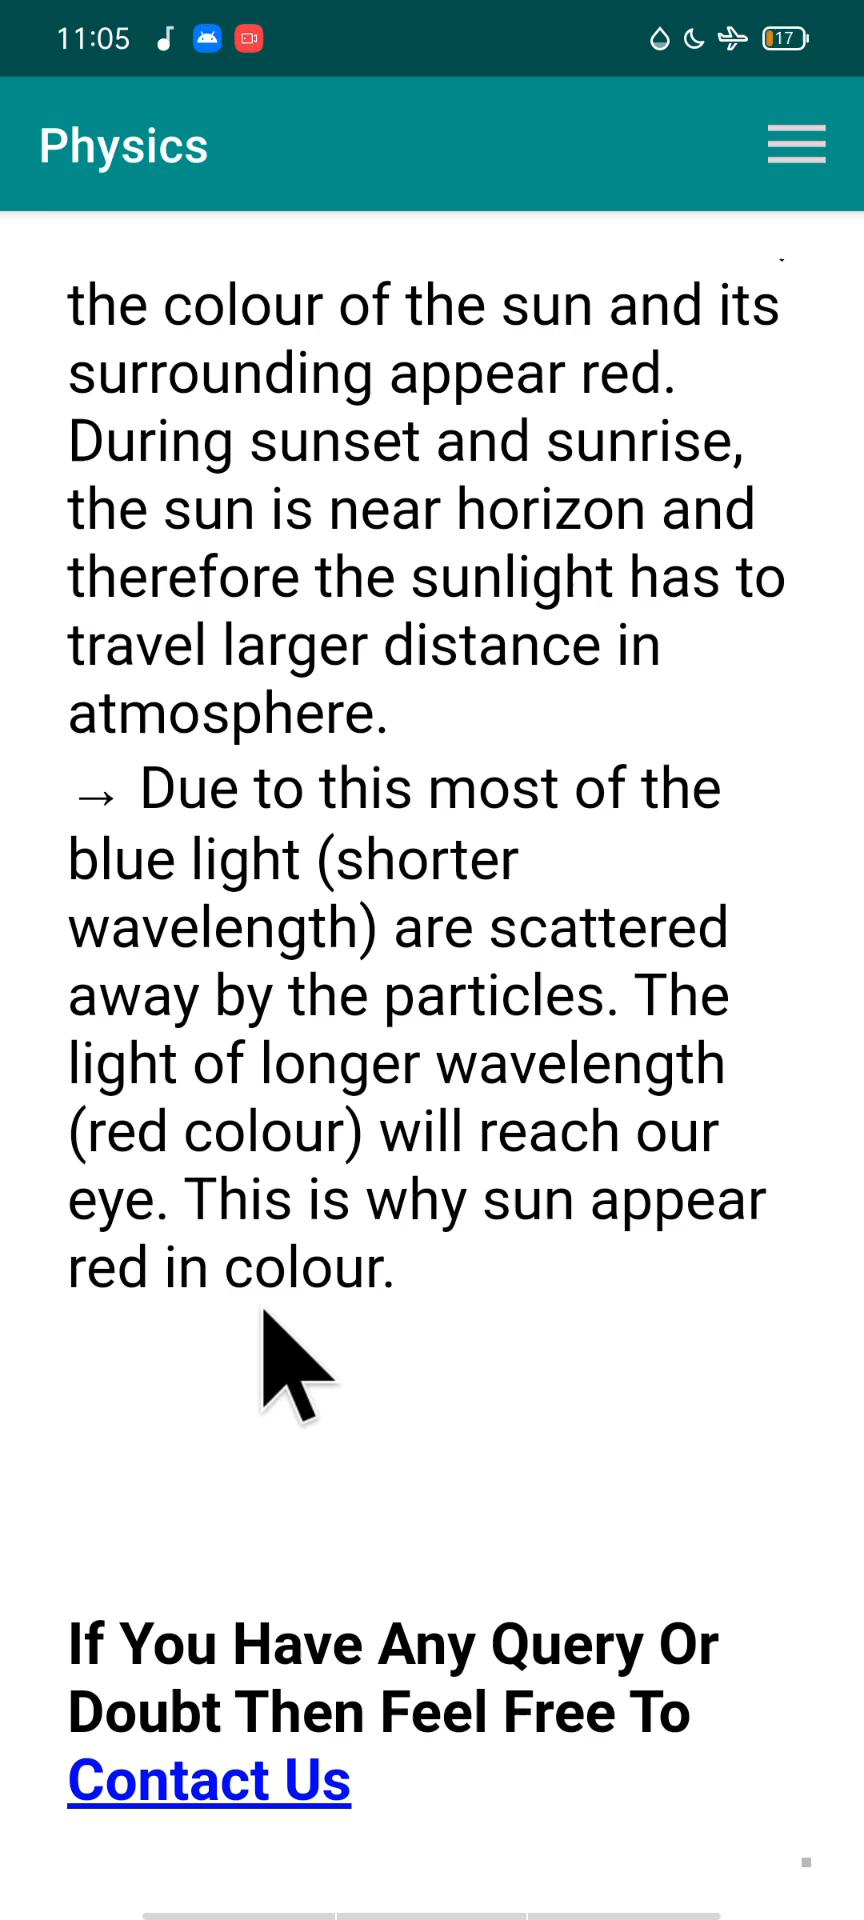 11:05
17
Physics
the colour of the sun and its
surrounding appear red.
During sunset and sunrise,
the sun is near horizon and
therefore the sunlight has to
travel larger distance in
atmosphere.
→ Due to this most of the
blue light (shorter
wavelength) are scattered
away by the particles. The
light of longer wavelength
(red colour) will reach our
eye. This is why sun appear
red in colour.
If You Have Any Query Or
Doubt Then Feel Free To
Contact Us